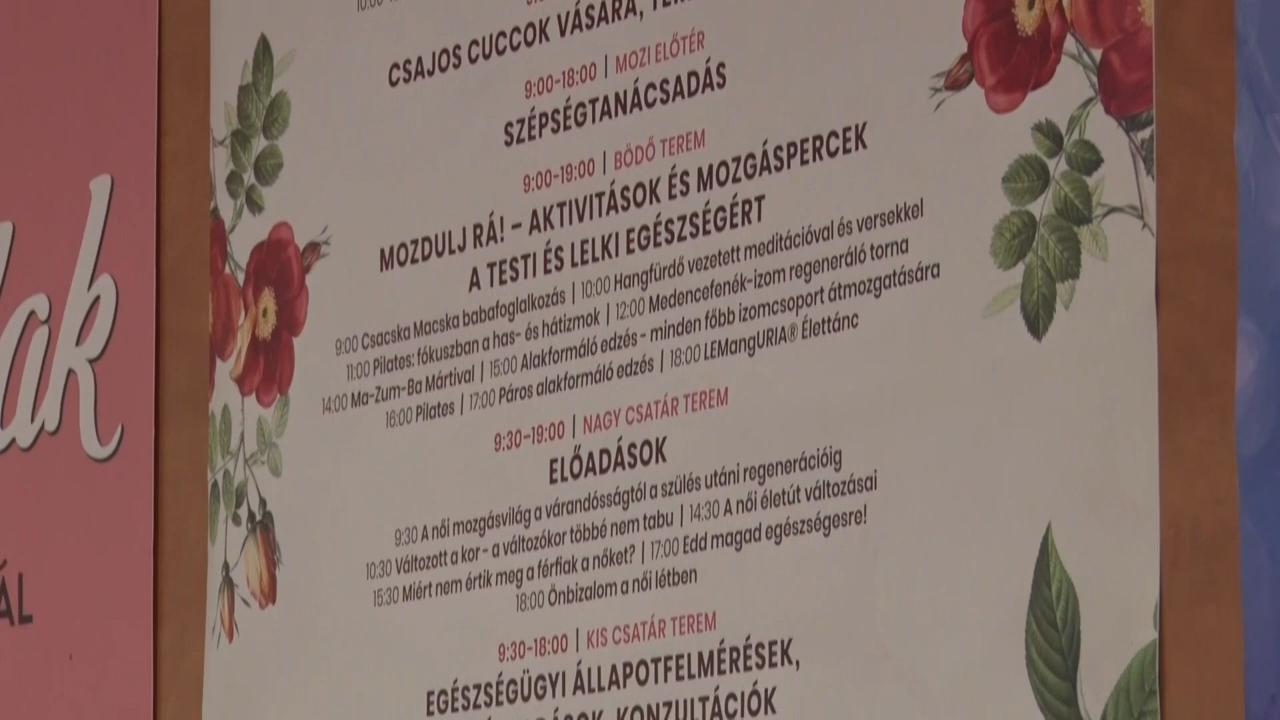 CSAJOS CUCCOK VÁSÁRA,
9:00-18:00 | MOZI ELŐTÉR
SZÉPSÉGTANÁCSADÁS
9:00-19:00 | BÖDŐ TEREM
MOZDULJ RÁ! – AKTIVITÁSOK ÉS MOZGÁSPERCEK
A TESTI ÉS LELKI EGÉSZSÉGÉRT
9:00 Csacska Macska babafoglalkozás | 10:00 Hangfürdő vezetett meditációval és versekkel
11:00 Pilates: fókuszban a has- és hátizmok | 12:00 Medencefenék-izom regeneráló torna
14:00 Ma-Zum-Ba Mártival | 15:00 Alakformáló edzés - minden főbb izomcsoport átmozgatására
16:00 Pilates | 17:00 Páros alakformáló edzés | 18:00 LEMangURIA® Élettánc
9:30-19:00 | NAGY CSATÁR TEREM
ELŐADÁSOK
9:30 A női mozgásvilág a várandósságtól a szülés utáni regenerációig
10:30 Változott a kor - a változókor többé nem tabu | 14:30 A női életút változásai
15:30 Miért nem értik meg a férfiak a nőket? | 17:00 Edd magad egészségesre!
18:00 Önbizalom a női létben
9:30-18:00 | KIS CSATÁR TEREM
EGÉSZSÉGÜGYI ÁLLAPOTFELMÉRÉSEK,
KONZULTÁCIÓK
lak
ÁL